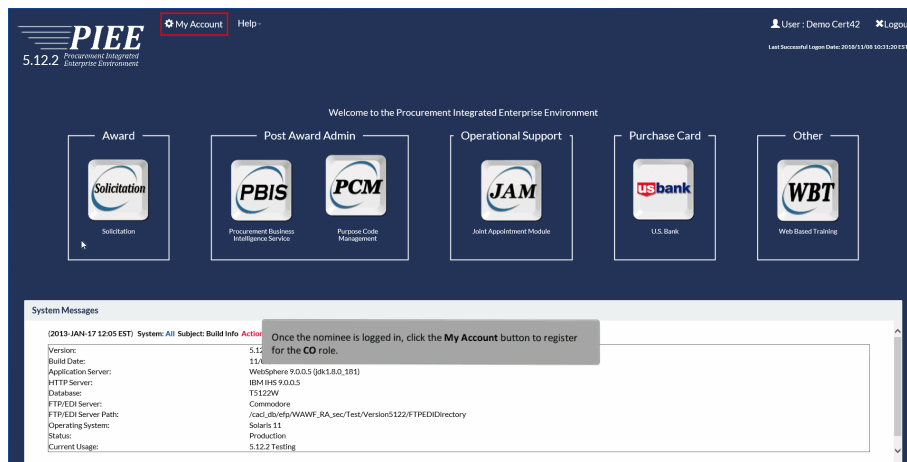 PIEE
5.12.2 Procurement Integrated
Enterprise Environment
My Account Help
User : Demo Cert42 Logou
Last Successful Logon Date: 2018/11/08 10:31:20 EST
Welcome to the Procurement Integrated Enterprise Environment
Award
Solicitation
Solicitation
Post Award Admin
PBIS
Procurement Business
Intelligence Service
PCM
Purpose Code
Management
Operational Support
JAM
Joint Appointment Module
Purchase Card
usbank
U.S. Bank
Other
WBT
Web Based Training
System Messages
(2013-JAN-17 12:05 EST) System: All Subject: Build Info Action
Once the nominee is logged in, click the My Account button to register
for the CO role.
Version: 5.12
Build Date: 11/
Application Server: WebSphere 9.0.0.5 (jdk1.8.0_181)
HTTP Server: IBM IHS 9.0.0.5
Database: T5122W
FTP/EDI Server: Commodore
FTP/EDI Server Path: /caci_db/efp/WAWF_RA_sec/Test/Version5122/FTPEDIDirectory
Operating System: Solaris 11
Status: Production
Current Usage: 5.12.2 Testing